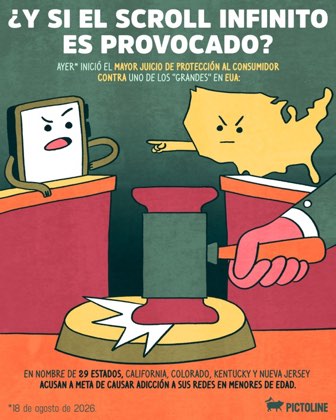 ¿Y SI EL SCROLL INFINITO
ES PROVOCADO?
AYER* INICIÓ EL MAYOR JUICIO DE PROTECCIÓN AL CONSUMIDOR
CONTRA UNO DE LOS "GRANDES" EN EUA:
EN NOMBRE DE 29 ESTADOS, CALIFORNIA, COLORADO, KENTUCKY Y NUEVA JERSEY
ACUSAN A META DE CAUSAR ADICCIÓN A SUS REDES EN MENORES DE EDAD.
*18 de agosto de 2026.
PICTOLINE